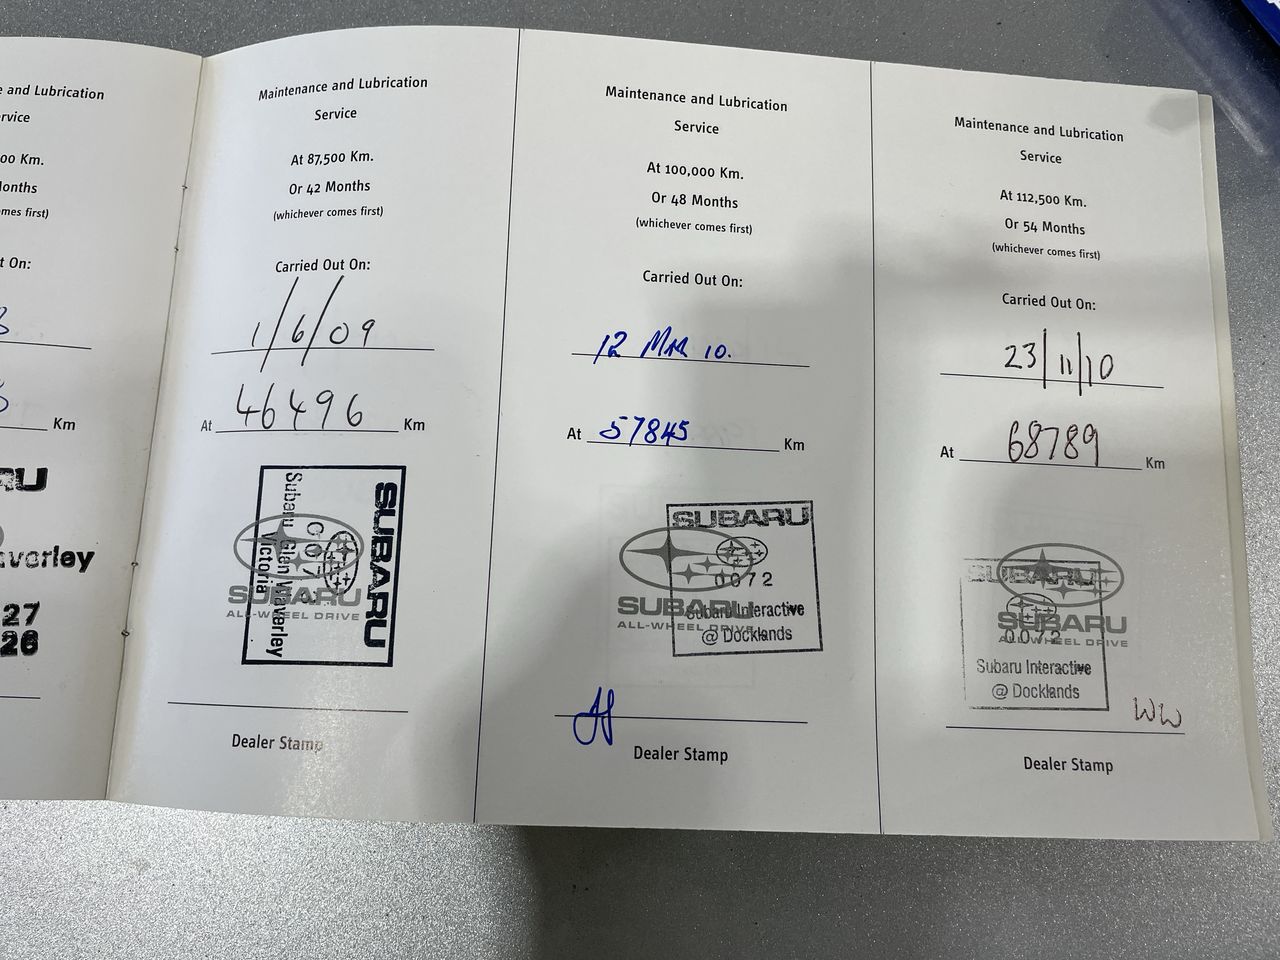 e and Lubrication
rvice
00 Km.
Months
mes first)
t On:
Km
RU
averley
27
26
Maintenance and Lubrication
Service
At 87,500 Km.
Or 42 Months
(whichever comes first)
Carried Out On:
1/6/09
At 46496 Km
SUBARU
Subaru Glen Waverley
Victoria
SUBARU
ALL-WHEEL DRIVE
Dealer Stamp
Maintenance and Lubrication
Service
At 100,000 Km.
Or 48 Months
(whichever comes first)
Carried Out On:
12 MAR 10.
At 57845 Km
SUBARU
0072
Subaru Interactive
@ Docklands
SUBARU
ALL-WHEEL DRIVE
Dealer Stamp
Maintenance and Lubrication
Service
At 112,500 Km.
Or 54 Months
(whichever comes first)
Carried Out On:
23/11/10
At 68789 Km
SUBARU
0072
Subaru Interactive
@ Docklands
SUBARU
ALL-WHEEL DRIVE
WW
Dealer Stamp